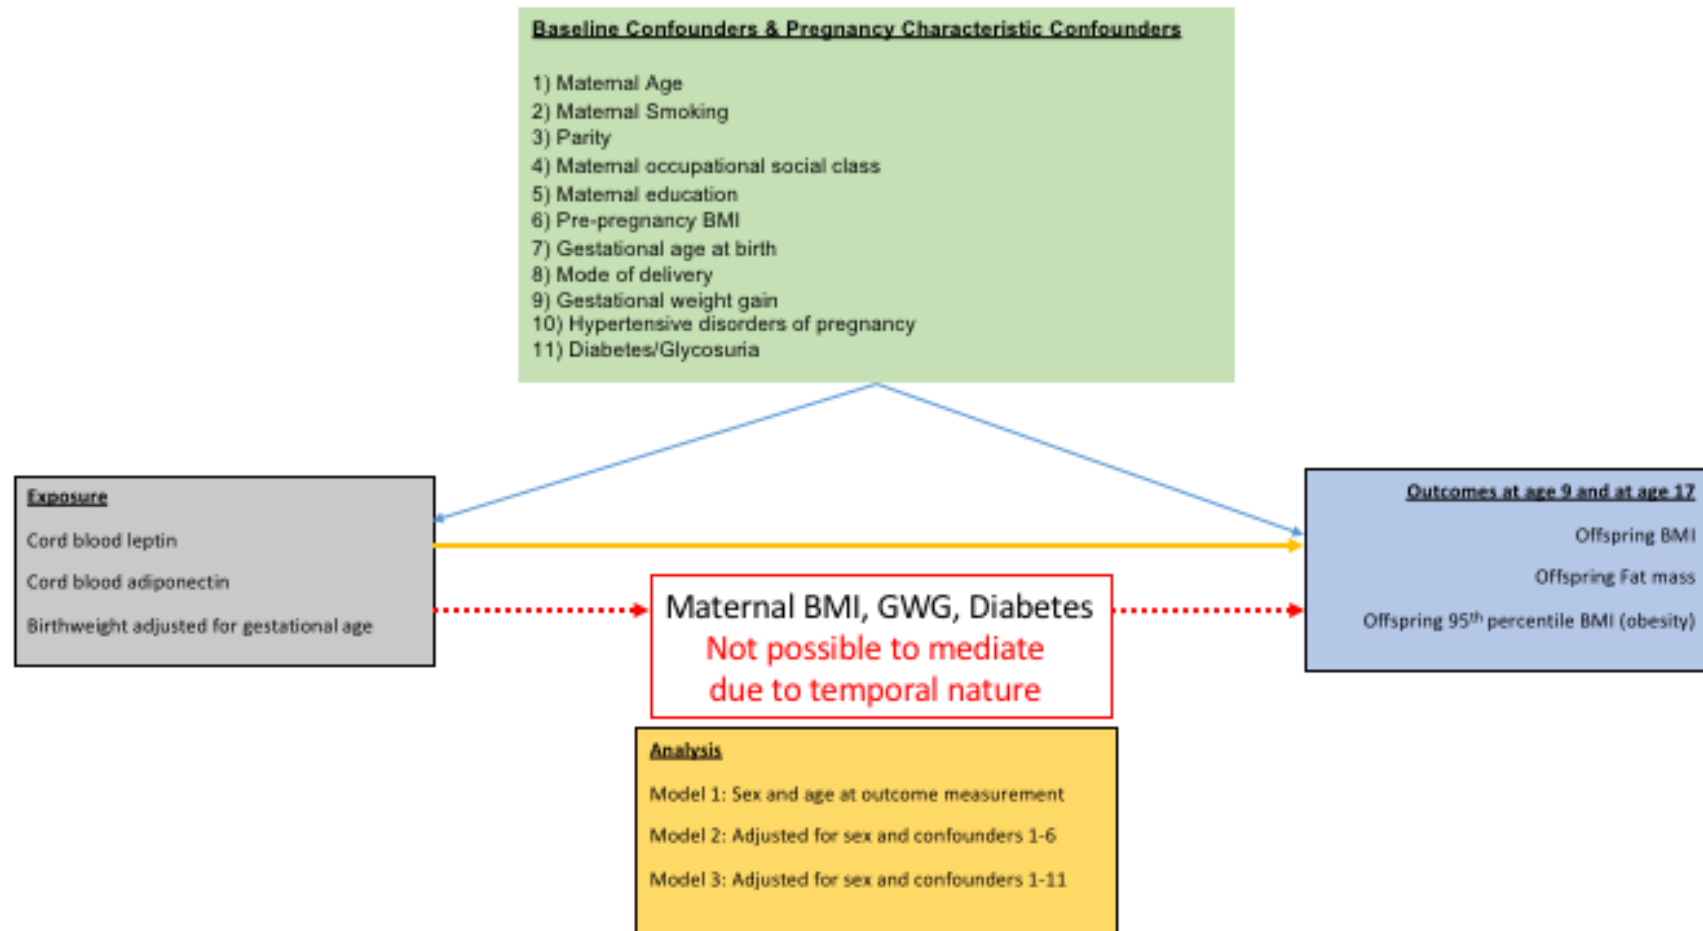 Baseline Confounders & Pregnancy Characteristic Confounders
1) Maternal Age
2) Maternal Smoking
3) Parity
4) Maternal occupational social class
5) Maternal education
6) Pre-pregnancy BMI
7) Gestational age at birth
8) Mode of delivery
9) Gestational weight gain
10) Hypertensive disorders of pregnancy
11) Diabetes/Glycosuria
Exposure
Cord blood leptin
Cord blood adiponectin
Birthweight adjusted for gestational age
Maternal BMI, GWG, Diabetes
Not possible to mediate
due to temporal nature
Outcomes at age 9 and at age 17
Offspring BMI
Offspring Fat mass
Offspring 95th percentile BMI (obesity)
Analysis
Model 1: Sex and age at outcome measurement
Model 2: Adjusted for sex and confounders 1-6
Model 3: Adjusted for sex and confounders 1-11